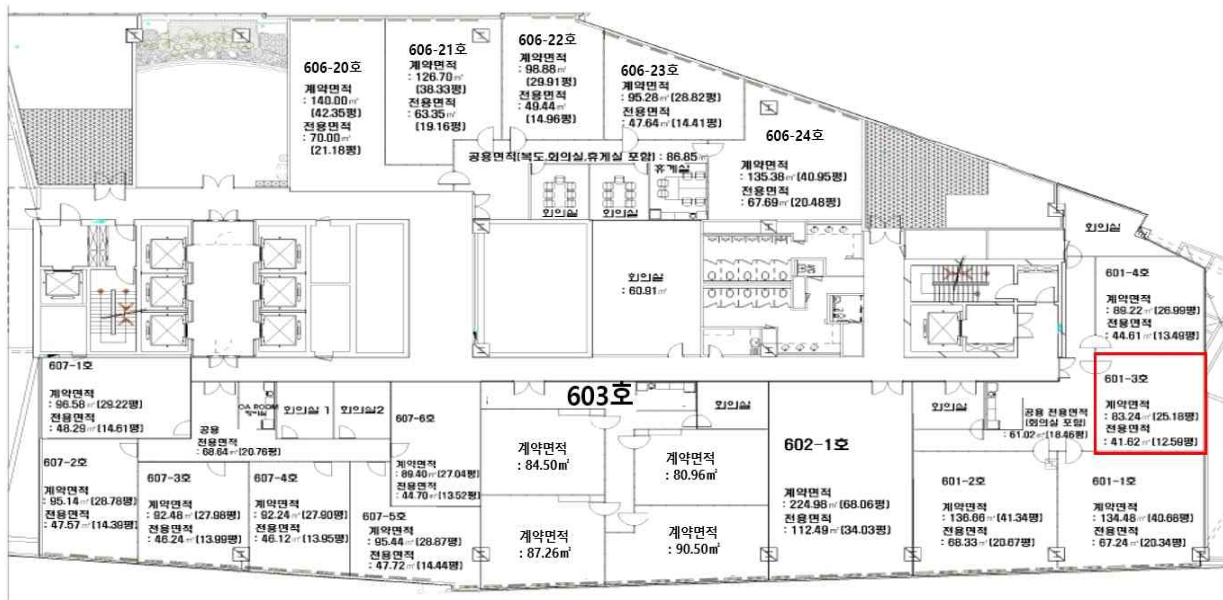 606-20호
계약면적
: 140.00㎡
(42.35평)
전용면적
: 70.00㎡
(21.18평)
606-21호
계약면적
: 126.70㎡
(38.33평)
전용면적
: 63.35㎡
(19.16평)
606-22호
계약면적
: 98.88㎡
(29.91평)
전용면적
: 49.44㎡
(14.96평)
606-23호
계약면적
: 95.28㎡(28.82평)
전용면적
: 47.64㎡(14.41평)
606-24호
계약면적
: 135.38㎡(40.95평)
전용면적
: 67.69㎡(20.48평)
공용면적(복도,회의실,휴게실 포함) : 86.85㎡
휴게실
회의실
회의실
회의실
: 60.91㎡
회의실
601-4호
계약면적
: 89.22㎡(26.99평)
전용면적
: 44.61㎡(13.49평)
601-3호
계약면적
: 83.24㎡(25.18평)
전용면적
: 41.62㎡(12.59평)
607-1호
계약면적
: 96.58㎡(29.22평)
전용면적
: 48.29㎡(14.61평)
OA ROOM
공용
전용면적
: 68.64㎡(20.76평)
회의실 1
회의실2
607-6호
계약면적
: 89.40㎡(27.04평)
전용면적
: 44.70㎡(13.52평)
603호
계약면적
: 84.50㎡
계약면적
: 80.96㎡
계약면적
: 87.26㎡
계약면적
: 90.50㎡
회의실
602-1호
계약면적
: 224.98㎡(68.06평)
전용면적
: 112.49㎡(34.03평)
회의실
공용 전용면적
(회의실 포함)
: 61.02㎡(18.46평)
607-2호
계약면적
: 95.14㎡(28.78평)
전용면적
: 47.57㎡(14.39평)
607-3호
계약면적
: 92.48㎡(27.98평)
전용면적
: 46.24㎡(13.99평)
607-4호
계약면적
: 92.24㎡(27.90평)
전용면적
: 46.12㎡(13.95평)
607-5호
계약면적
: 95.44㎡(28.87평)
전용면적
: 47.72㎡(14.44평)
601-2호
계약면적
: 136.66㎡(41.34평)
전용면적
: 68.33㎡(20.67평)
601-1호
계약면적
: 134.48㎡(40.68평)
전용면적
: 67.24㎡(20.34평)